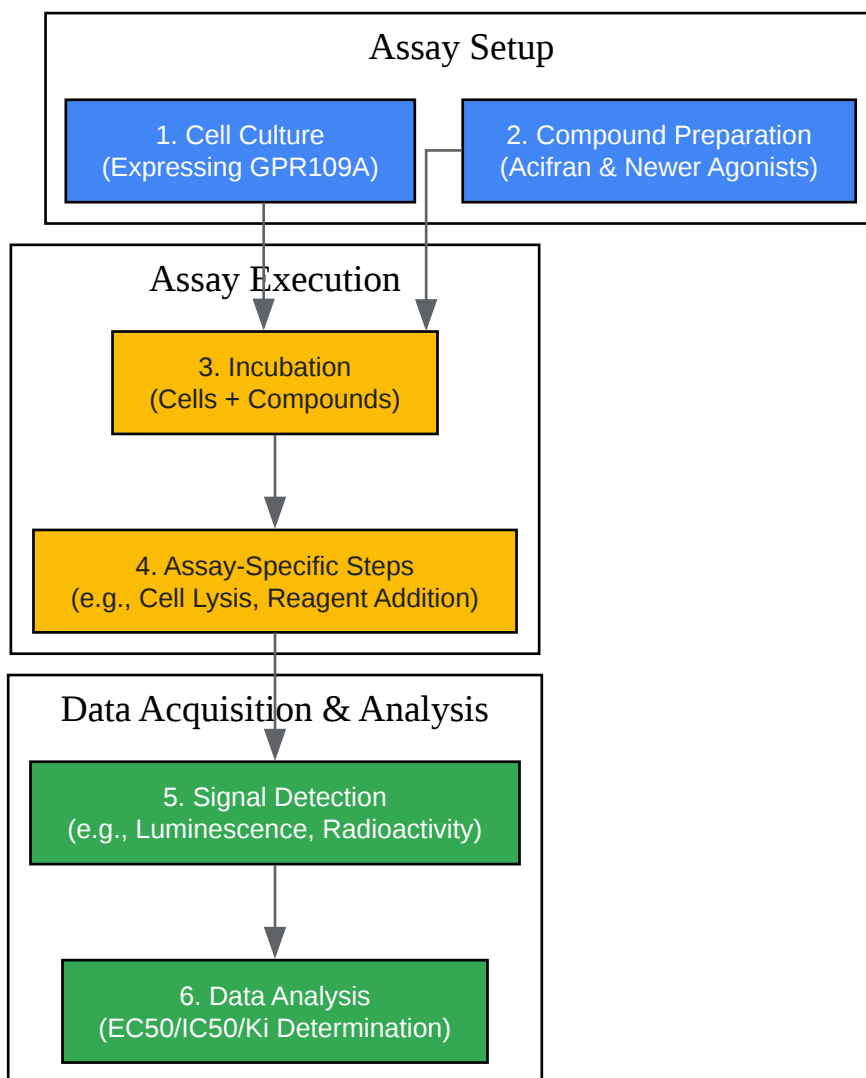 Assay Setup
1. Cell Culture
(Expressing GPR109A)
2. Compound Preparation
(Acifran & Newer Agonists)
Assay Execution
3. Incubation
(Cells + Compounds)
4. Assay-Specific Steps
(e.g., Cell Lysis, Reagent Addition)
Data Acquisition & Analysis
5. Signal Detection
(e.g., Luminescence, Radioactivity)
6. Data Analysis
(EC50/IC50/Ki Determination)